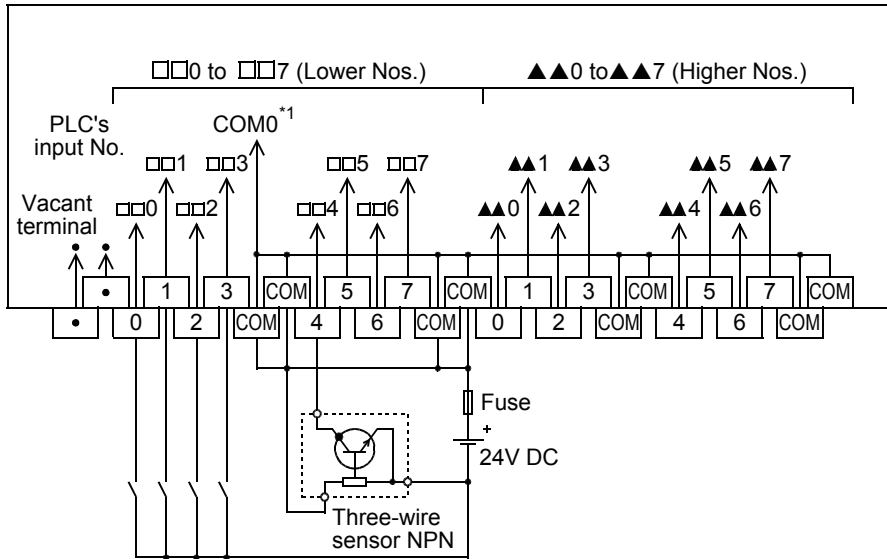 □□0 to □□7 (Lower Nos.) ▲▲0 to▲▲7 (Higher Nos.)
PLC's
input No.
COM0*1
□□1 □□3 □□5 □□7 ▲▲1 ▲▲3 ▲▲5 ▲▲7
Vacant
terminal
□□0 □□2 □□4 □□6 ▲▲0 ▲▲2 ▲▲4 ▲▲6
• 1 3 COM 5 7 COM 1 3 COM 5 7 COM
• 0 2 COM 4 6 COM 0 2 COM 4 6 COM
Fuse
+
24V DC
Three-wire
sensor NPN